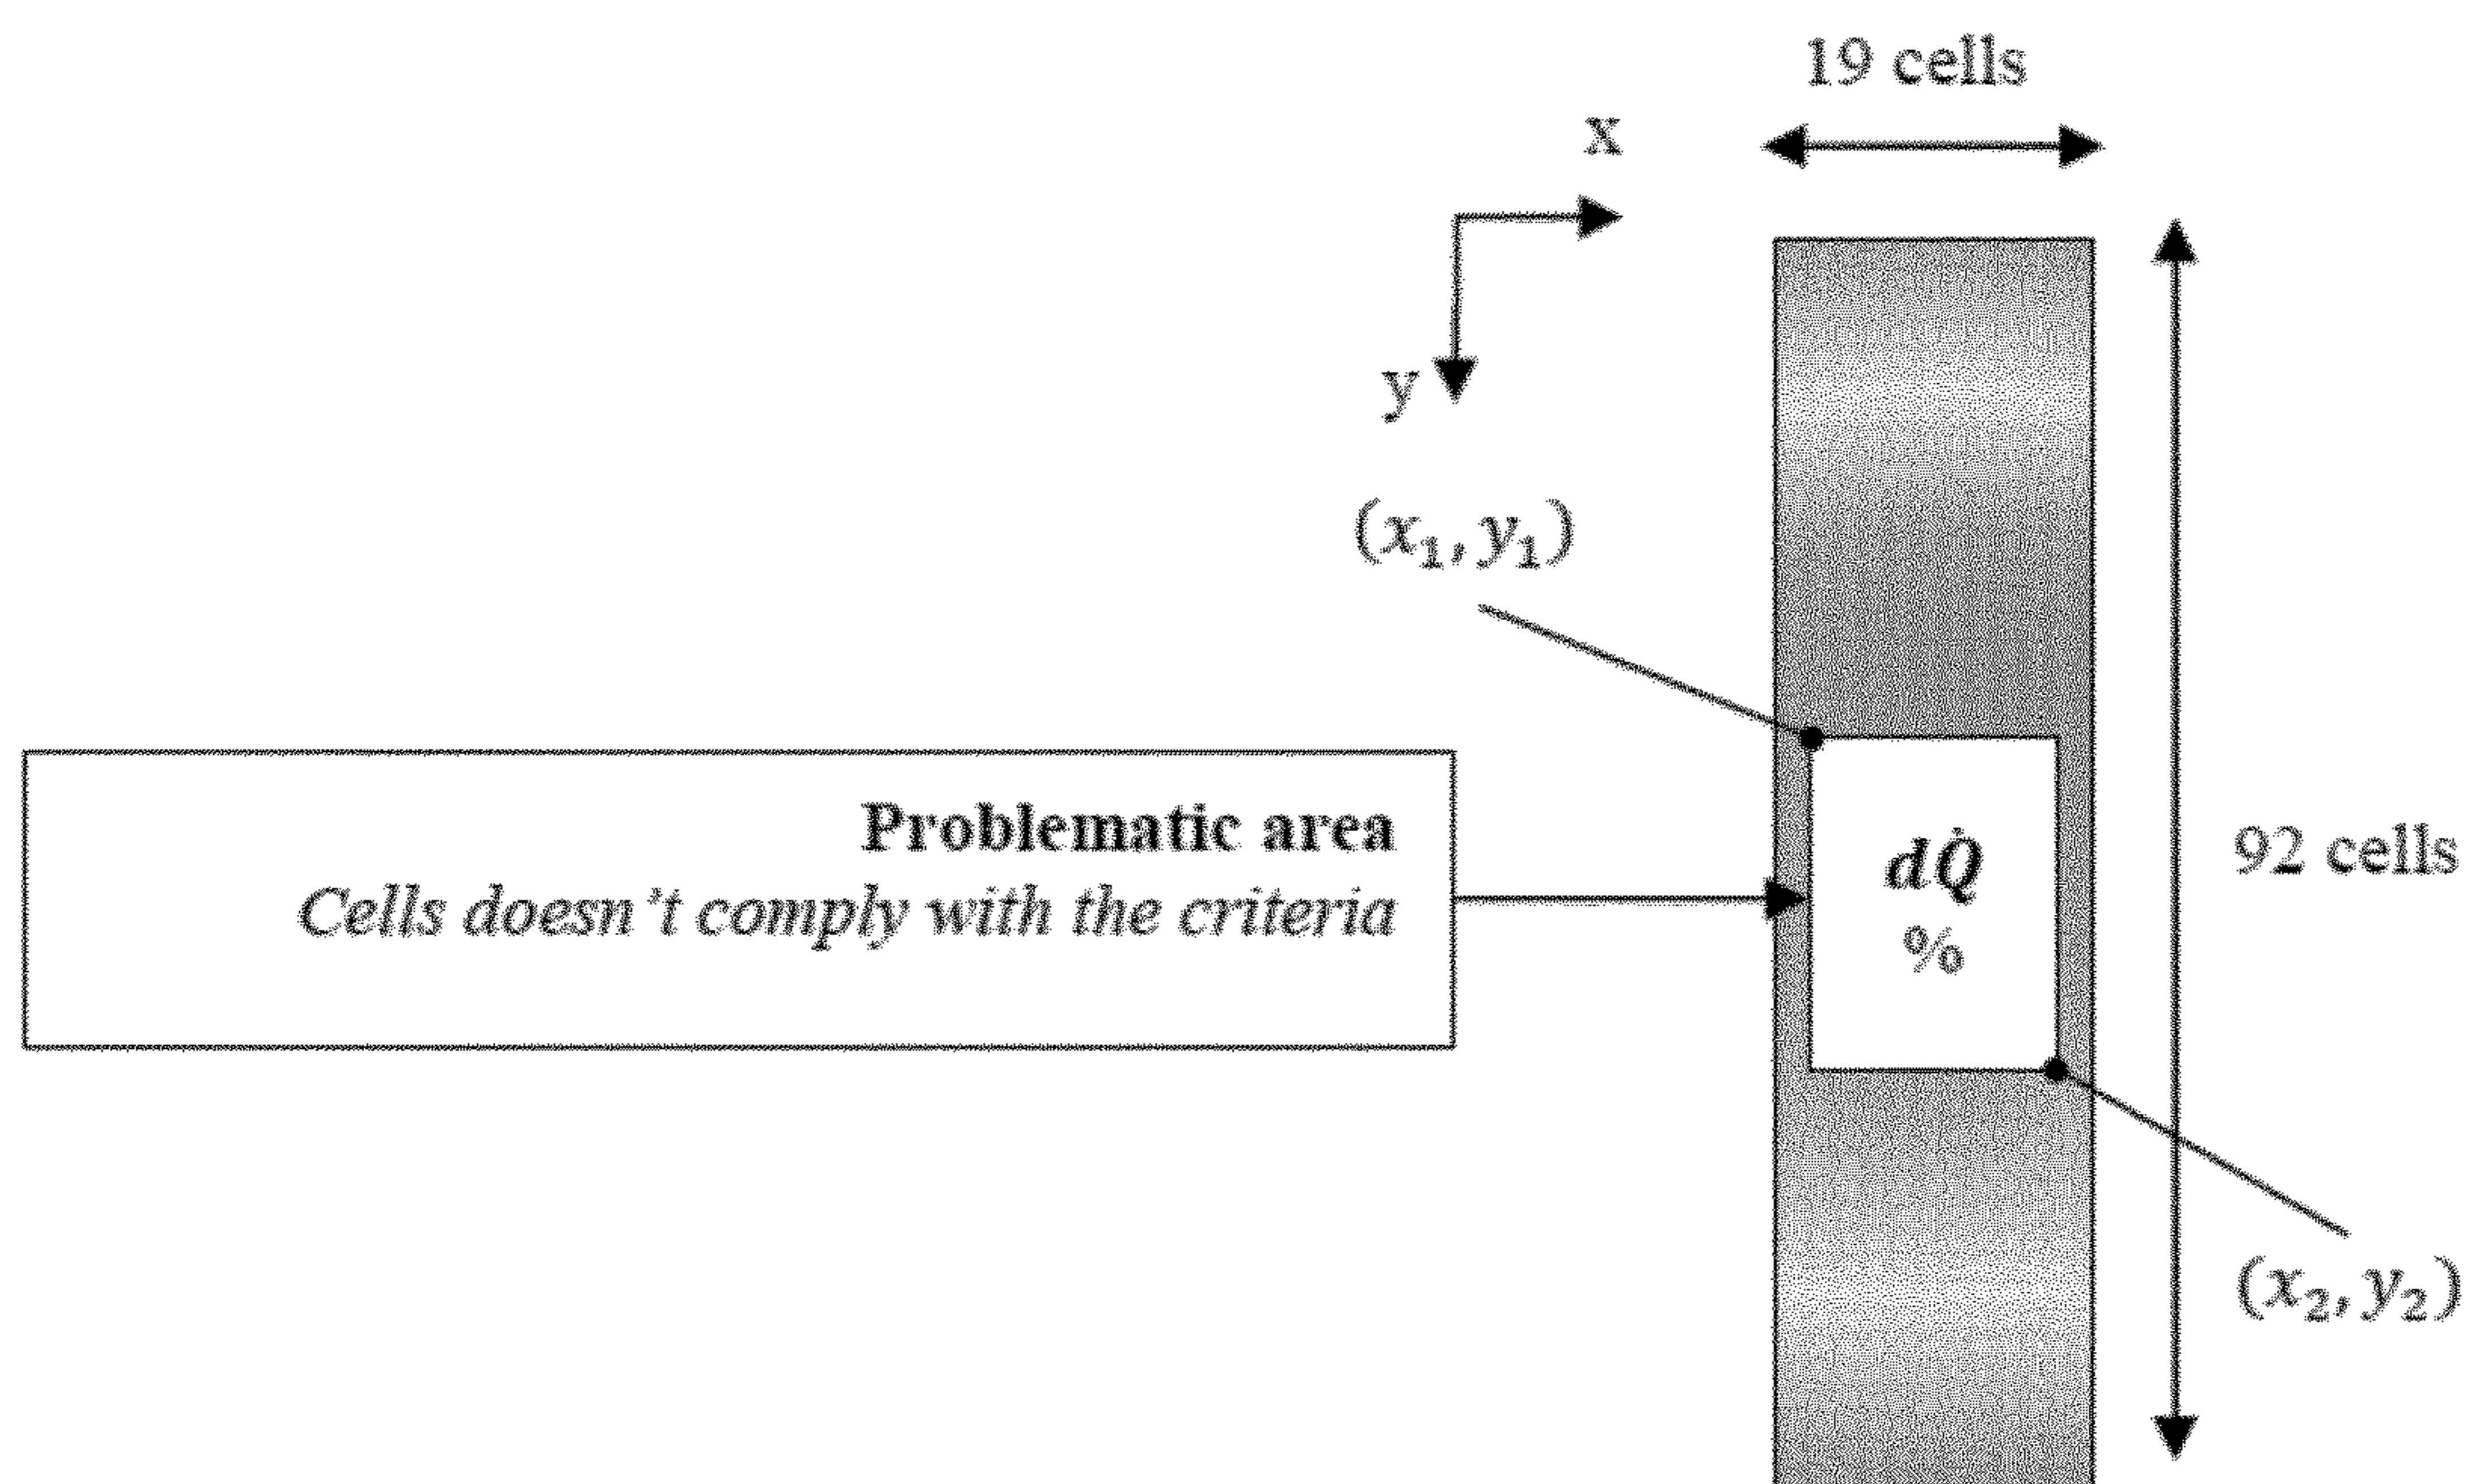 19 cells
x
y
(x₁, y₁)
Problematic area
Cells doesn't comply with the criteria
dQ̇
%
92 cells
(x₂, y₂)